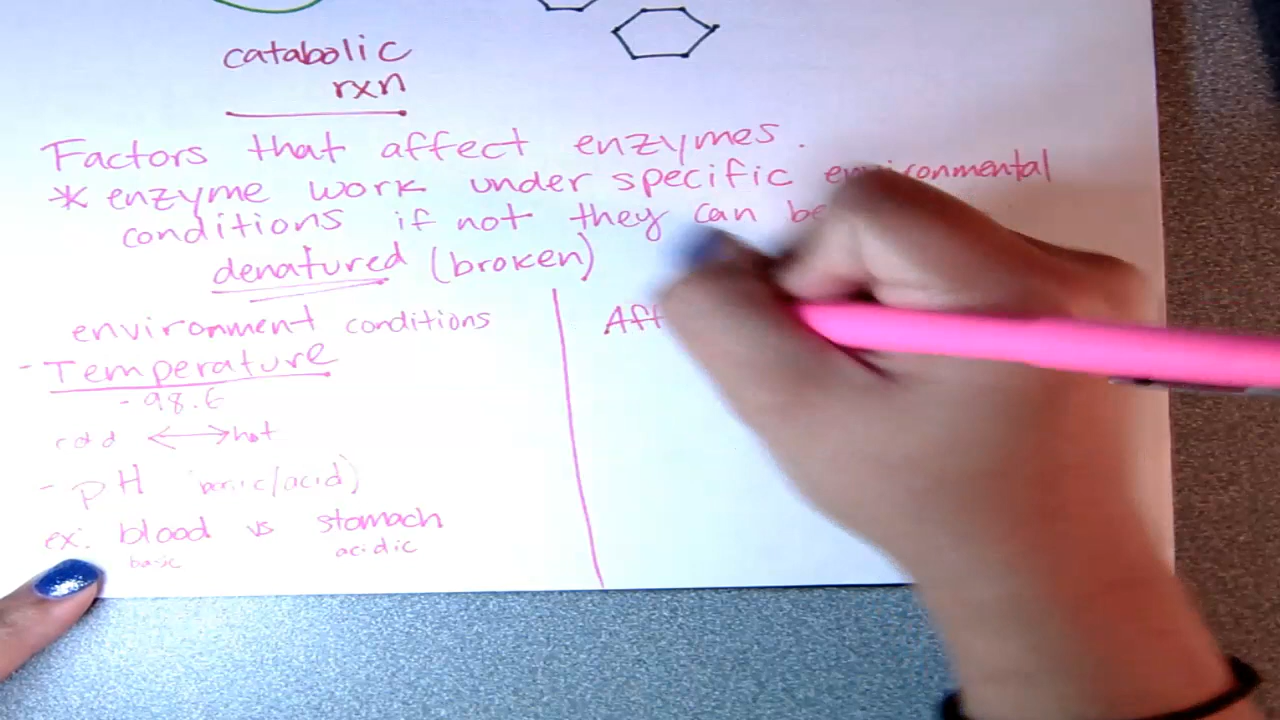 catabolic
rxn
Factors that affect enzymes.
* enzyme work under specific environmental
conditions if not they can be
denatured (broken)
environment conditions
- Temperature
- 98.6
cold ⟷ hot
- pH (basic/acid)
ex: blood vs stomach
basic acidic
Aff